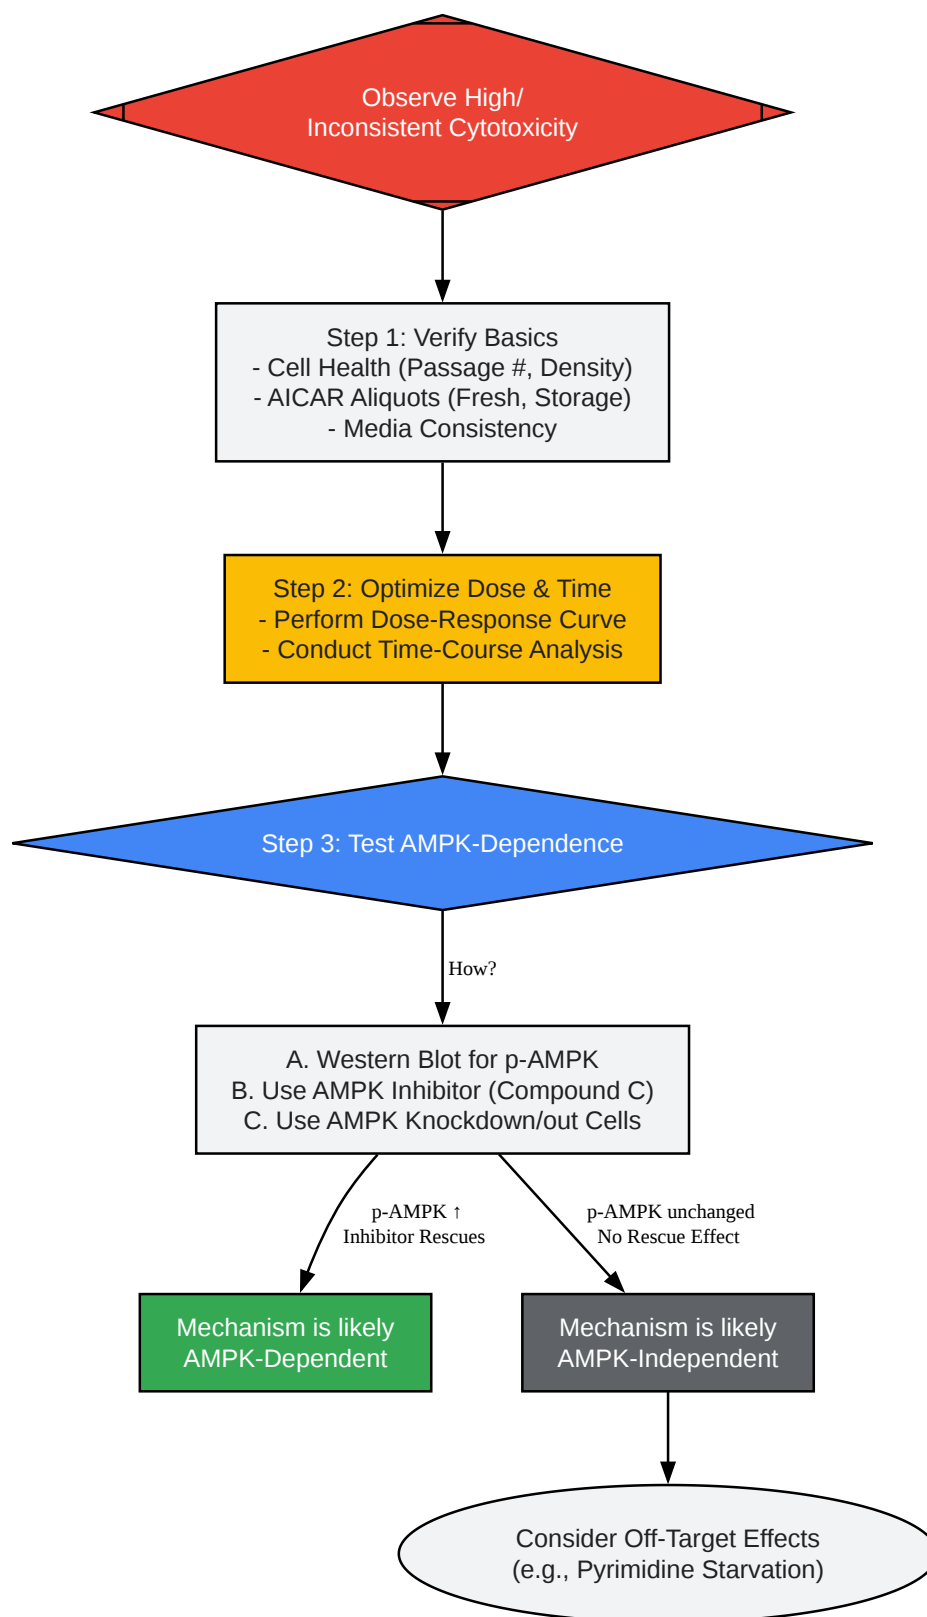 Observe High/
Inconsistent Cytotoxicity
Step 1: Verify Basics
- Cell Health (Passage #, Density)
- AICAR Aliquots (Fresh, Storage)
- Media Consistency
Step 2: Optimize Dose & Time
- Perform Dose-Response Curve
- Conduct Time-Course Analysis
Step 3: Test AMPK-Dependence
How?
A. Western Blot for p-AMPK
B. Use AMPK Inhibitor (Compound C)
C. Use AMPK Knockdown/out Cells
p-AMPK ↑
Inhibitor Rescues
p-AMPK unchanged
No Rescue Effect
Mechanism is likely
AMPK-Dependent
Mechanism is likely
AMPK-Independent
Consider Off-Target Effects
(e.g., Pyrimidine Starvation)